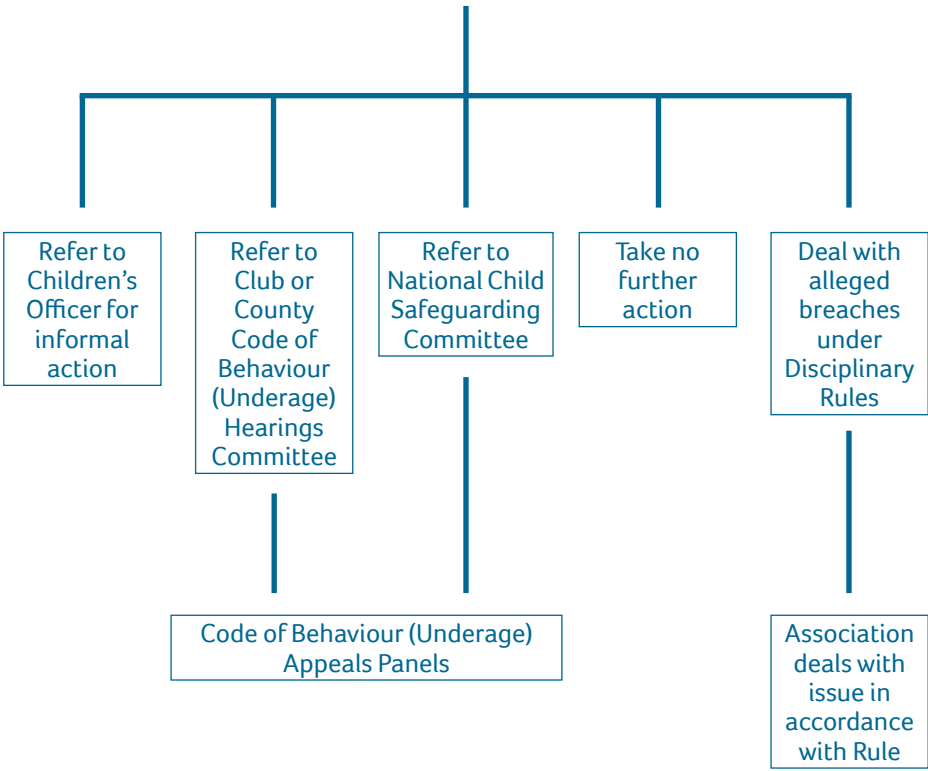 Refer to
Children’s
Officer for
informal
action
Refer to
Club or
County
Code of
Behaviour
(Underage)
Hearings
Committee
Refer to
National Child
Safeguarding
Committee
Take no
further
action
Deal with
alleged
breaches
under
Disciplinary
Rules
Code of Behaviour (Underage)
Appeals Panels
Association
deals with
issue in
accordance
with Rule